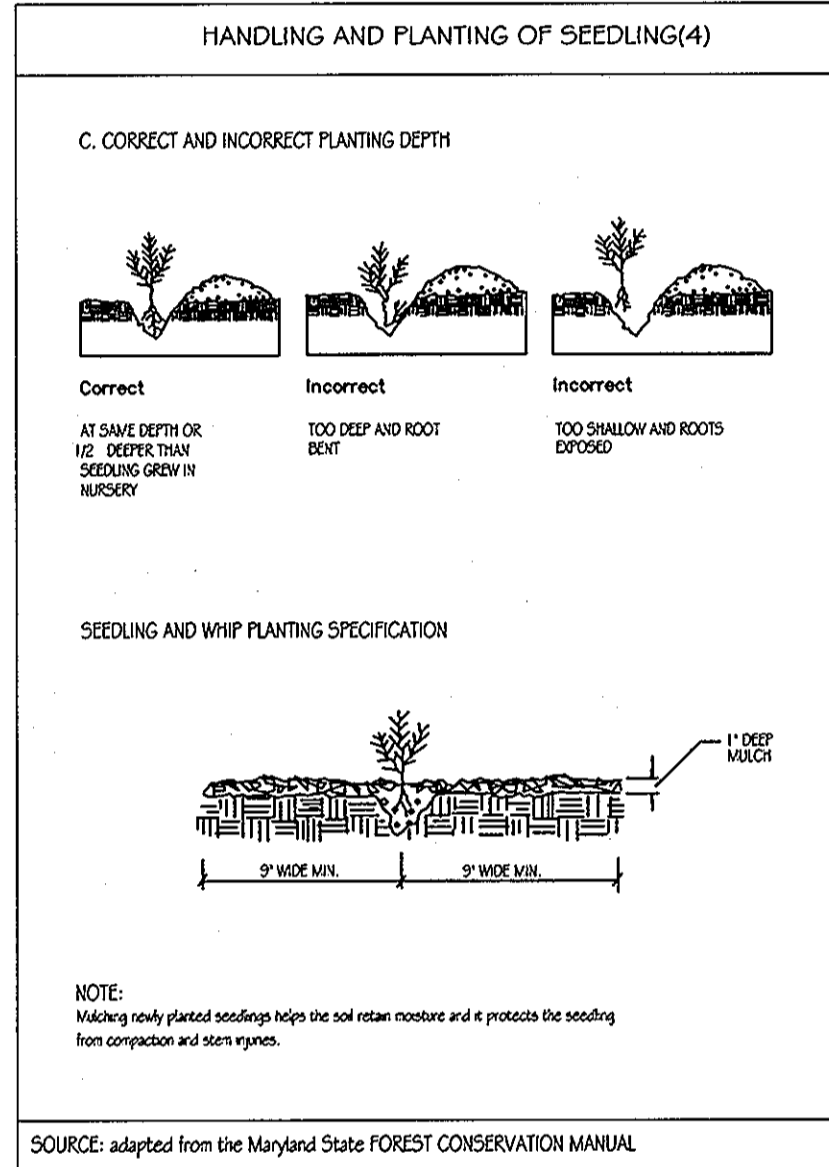 HANDLING AND PLANTING OF SEEDLING(4)
C. CORRECT AND INCORRECT PLANTING DEPTH
Correct
AT SAME DEPTH OR
1/2 DEEPER THAN
SEEDLING GREW IN
NURSERY
Incorrect
TOO DEEP AND ROOT
BENT
Incorrect
TOO SHALLOW AND ROOTS
EXPOSED
SEEDLING AND WHIP PLANTING SPECIFICATION
1" DEEP
MULCH
9" WIDE MIN.
9" WIDE MIN.
NOTE:
Mulching newly planted seedlings helps the soil retain moisture and it protects the seedling
from compaction and stem injuries.
SOURCE: adapted from the Maryland State FOREST CONSERVATION MANUAL